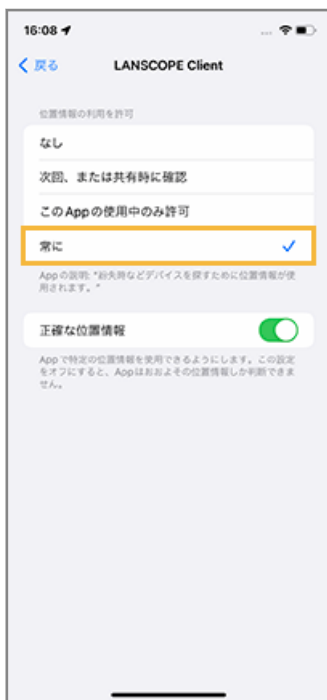 16:08
戻る LANSCOPE Client
位置情報の利用を許可
なし
次回、または共有時に確認
このAppの使用中のみ許可
常に
Appの説明: "紛失時などデバイスを探すために位置情報が使
用されます。"
正確な位置情報
Appで特定の位置情報を使用できるようにします。この設定
をオフにすると、Appはおおよその位置情報しか判断できま
せん。